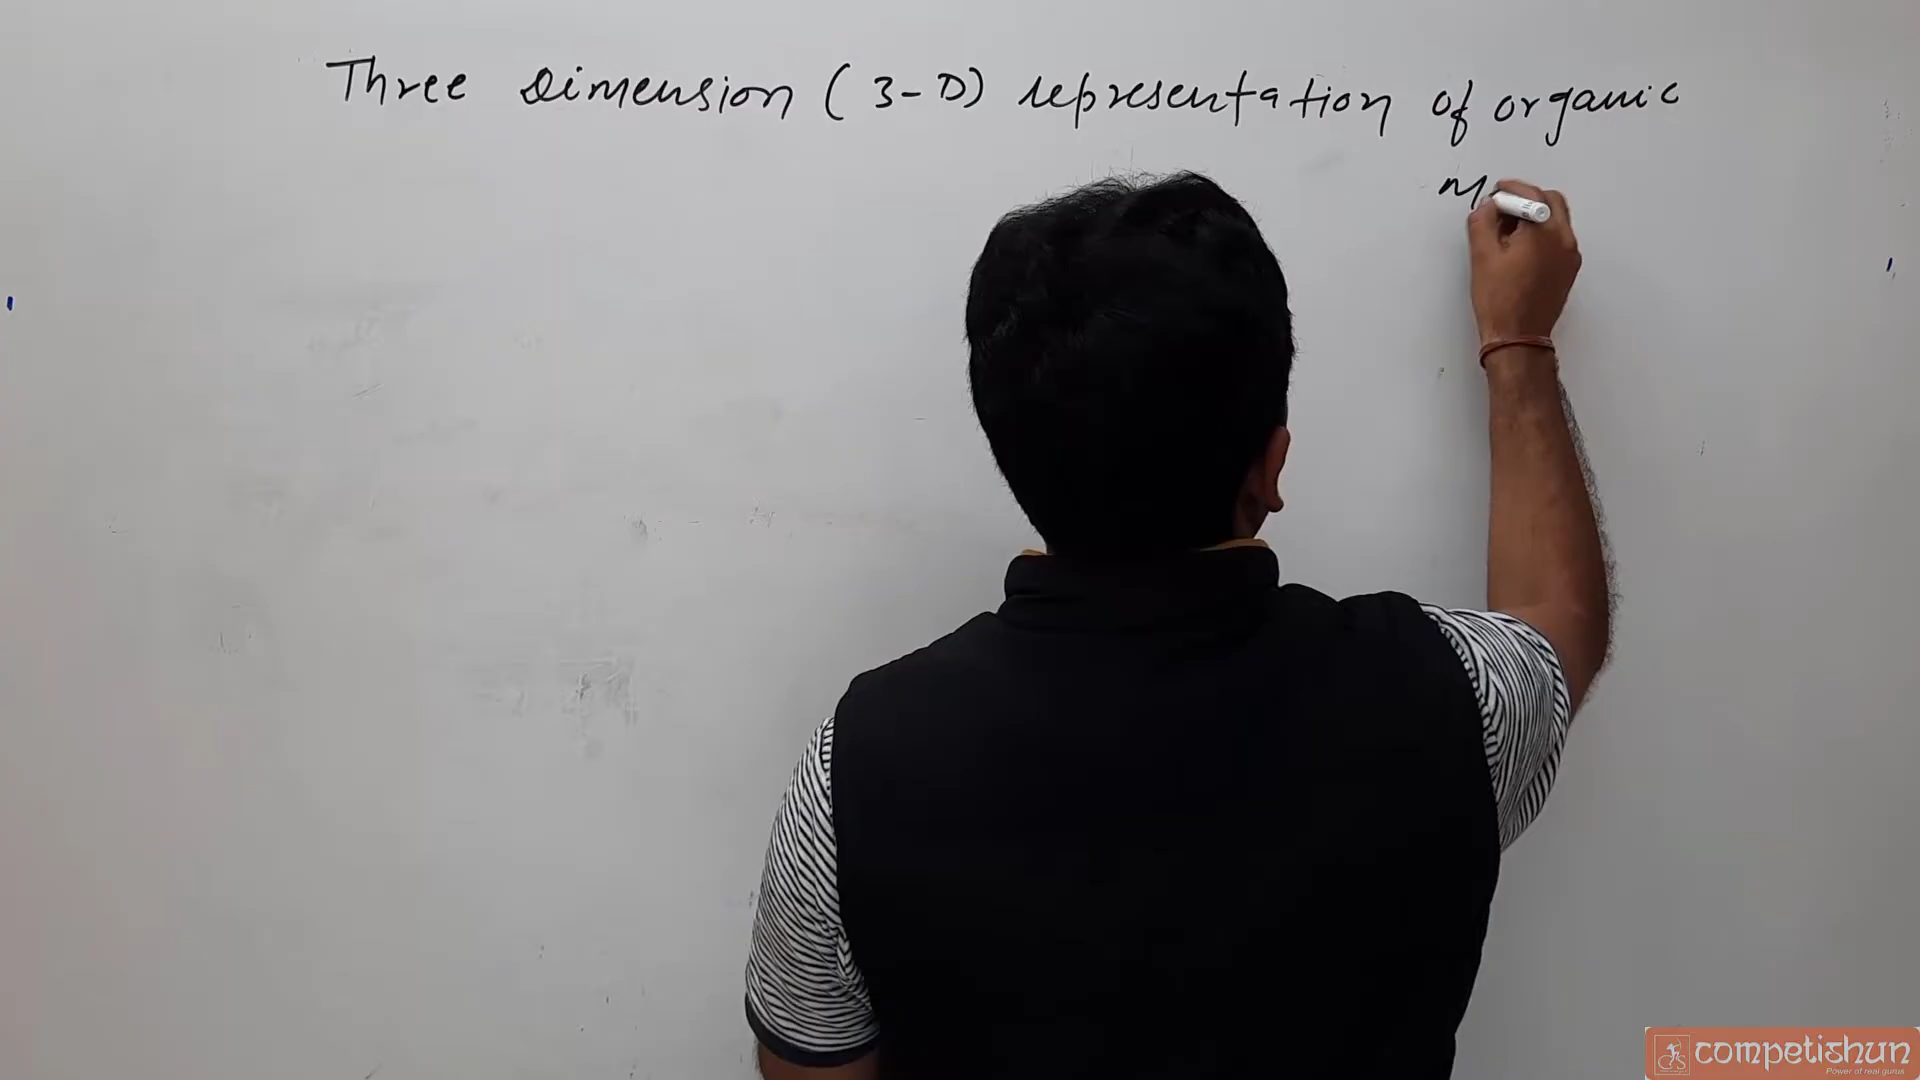 Three Dimension (3-D) representation of organic
competishun
Power of real gurus